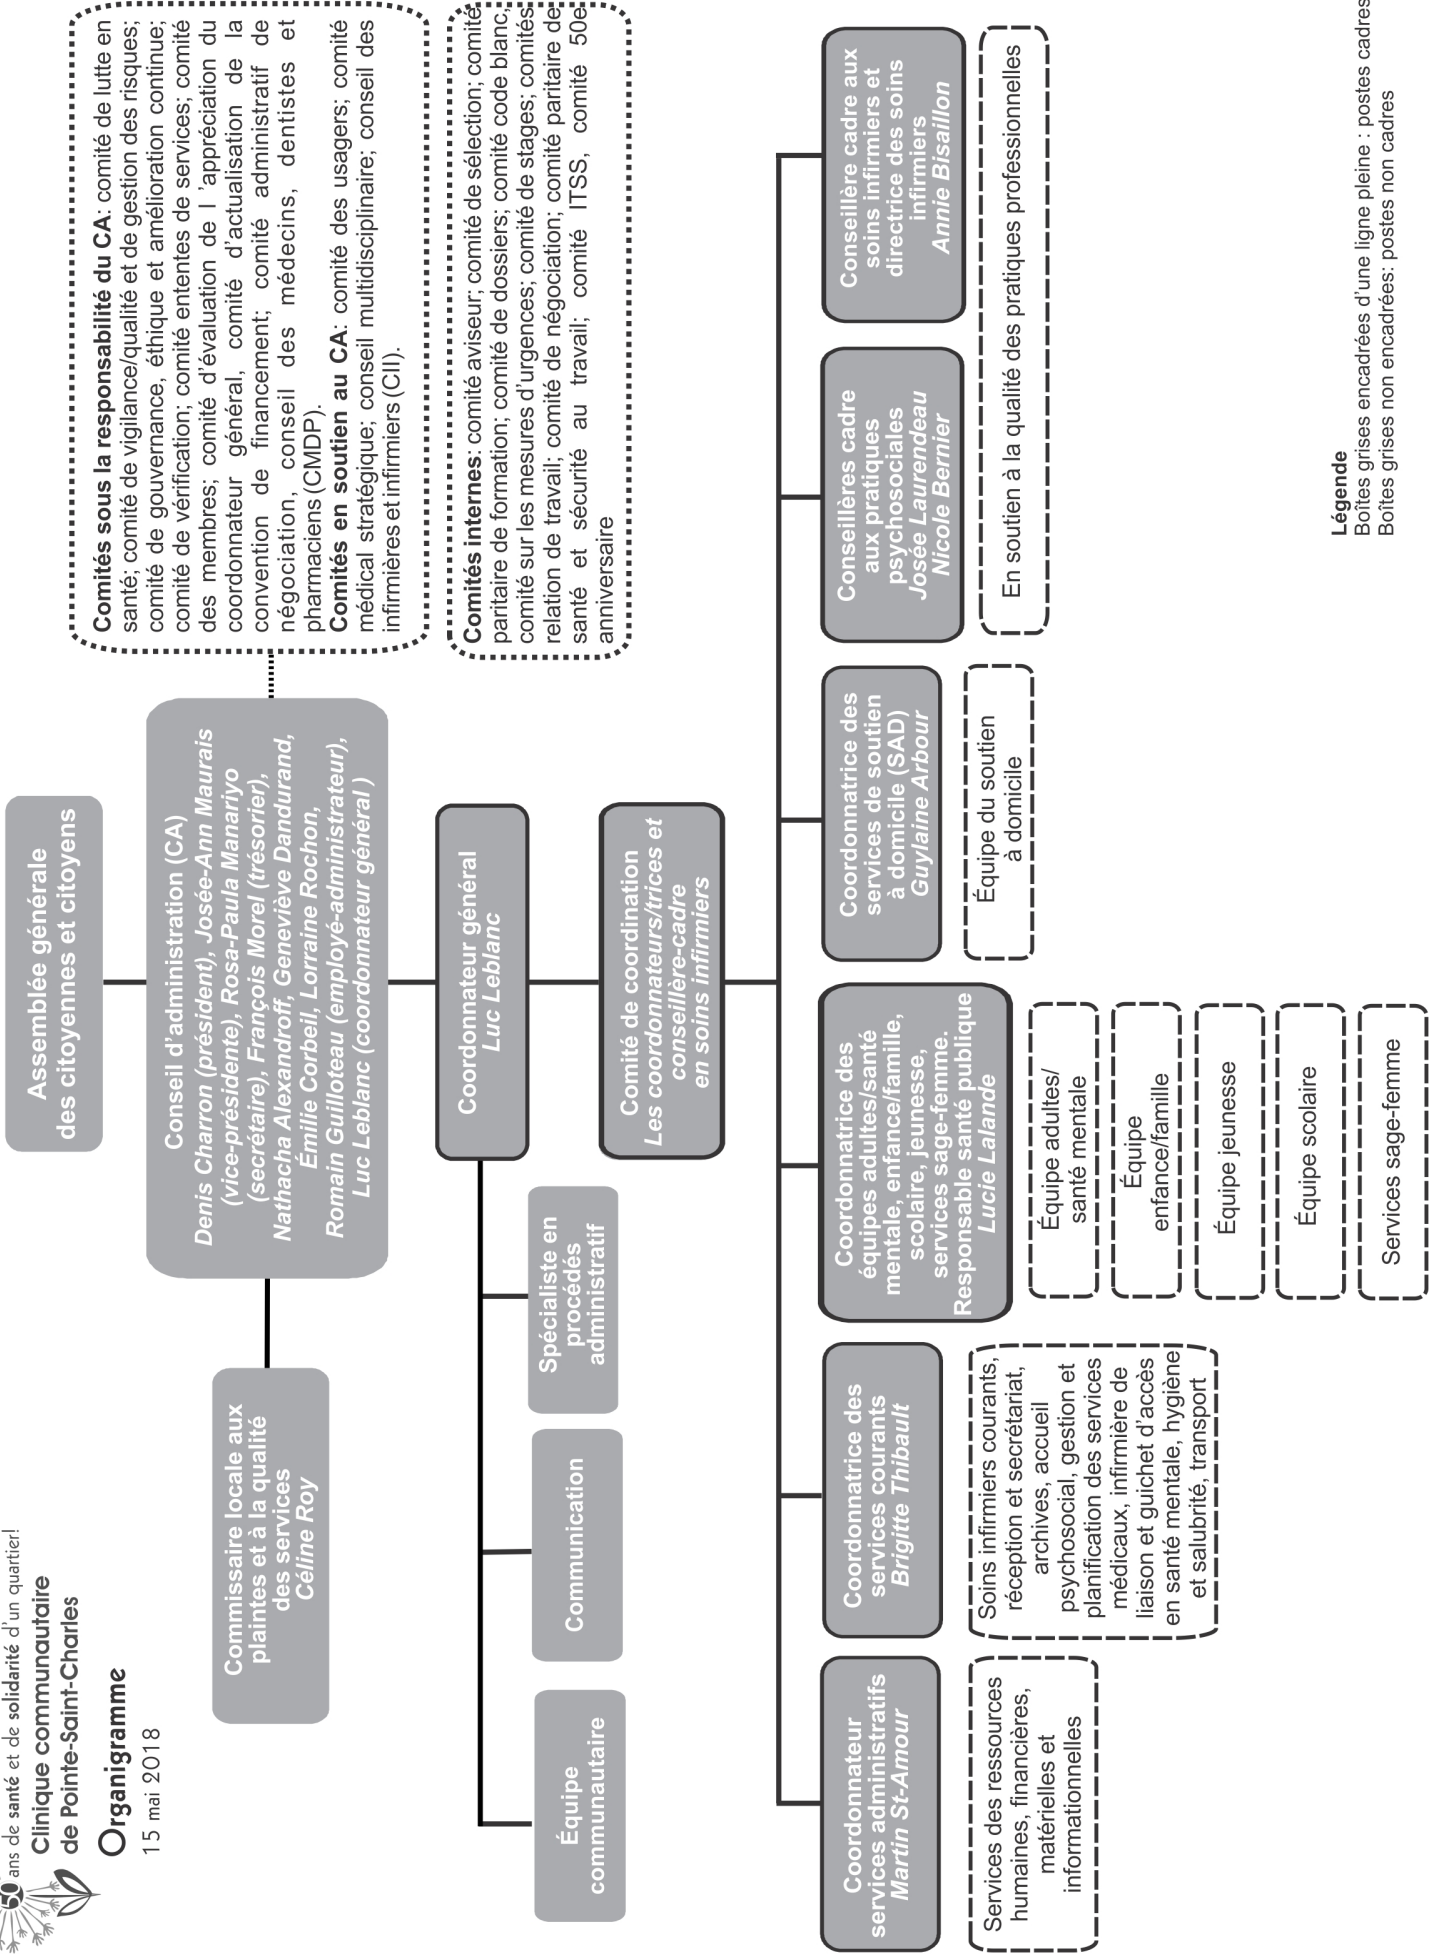 50 ans de santé et de solidarité d'un quartier!
Clinique communautaire
de Pointe-Saint-Charles
Organigramme
15 mai 2018
Assemblée générale
des citoyennes et citoyens
Commissaire locale aux
plaintes et à la qualité
des services
Céline Roy
Conseil d'administration (CA)
Denis Charron (président), Josée-Ann Maurais
(vice-présidente), Rosa-Paula Manariyo
(secrétaire), François Morel (trésorier),
Nathacha Alexandroff, Geneviève Dandurand,
Émilie Corbeil, Lorraine Rochon,
Romain Guilloteau (employé-administrateur),
Luc Leblanc (coordonnateur général )
Comités sous la responsabilité du CA: comité de lutte en
santé; comité de vigilance/qualité et de gestion des risques;
comité de gouvernance, éthique et amélioration continue;
comité de vérification; comité ententes de services; comité
des membres; comité d'évaluation de l 'appréciation du
coordonnateur général, comité d'actualisation de la
convention de financement; comité administratif de
négociation, conseil des médecins, dentistes et
pharmaciens (CMDP).
Comités en soutien au CA: comité des usagers; comité
médical stratégique; conseil multidisciplinaire; conseil des
infirmières et infirmiers (CII).
Coordonnateur général
Luc Leblanc
Comités internes: comité aviseur; comité de sélection; comité
paritaire de formation; comité de dossiers; comité code blanc,
comité sur les mesures d'urgences; comité de stages; comités
relation de travail; comité de négociation; comité paritaire de
santé et sécurité au travail; comité ITSS, comité 50e
anniversaire
Équipe
communautaire
Communication
Spécialiste en
procédés
administratif
Comité de coordination
Les coordonnateurs/trices et
conseillère-cadre
en soins infirmiers
Coordonnateur
services administratifs
Martin St-Amour
Services des ressources
humaines, financières,
matérielles et
informationnelles
Coordonnatrice des
services courants
Brigitte Thibault
Soins infirmiers courants,
réception et secrétariat,
archives, accueil
psychosocial, gestion et
planification des services
médicaux, infirmière de
liaison et guichet d'accès
en santé mentale, hygiène
et salubrité, transport
Coordonnatrice des
équipes adultes/santé
mentale, enfance/famille,
scolaire, jeunesse,
services sage-femme.
Responsable santé publique
Lucie Lalande
Équipe adultes/
santé mentale
Équipe
enfance/famille
Équipe jeunesse
Équipe scolaire
Services sage-femme
Coordonnatrice des
services de soutien
à domicile (SAD)
Guylaine Arbour
Équipe du soutien
à domicile
Conseillères cadre
aux pratiques
psychosociales
Josée Laurendeau
Nicole Bernier
Conseillère cadre aux
soins infirmiers et
directrice des soins
infirmiers
Annie Bisaillon
En soutien à la qualité des pratiques professionnelles
Légende
Boîtes grises encadrées d'une ligne pleine : postes cadres
Boîtes grises non encadrées: postes non cadres